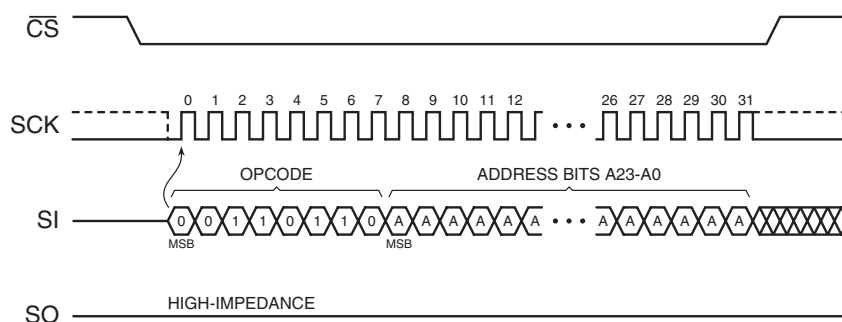 CS
0 1 2 3 4 5 6 7 8 9 10 11 12 26 27 28 29 30 31
SCK
OPCODE ADDRESS BITS A23-A0
SI 0 0 1 1 0 1 1 0 A A A A A A A A A A A A
MSB MSB
HIGH-IMPEDANCE
SO